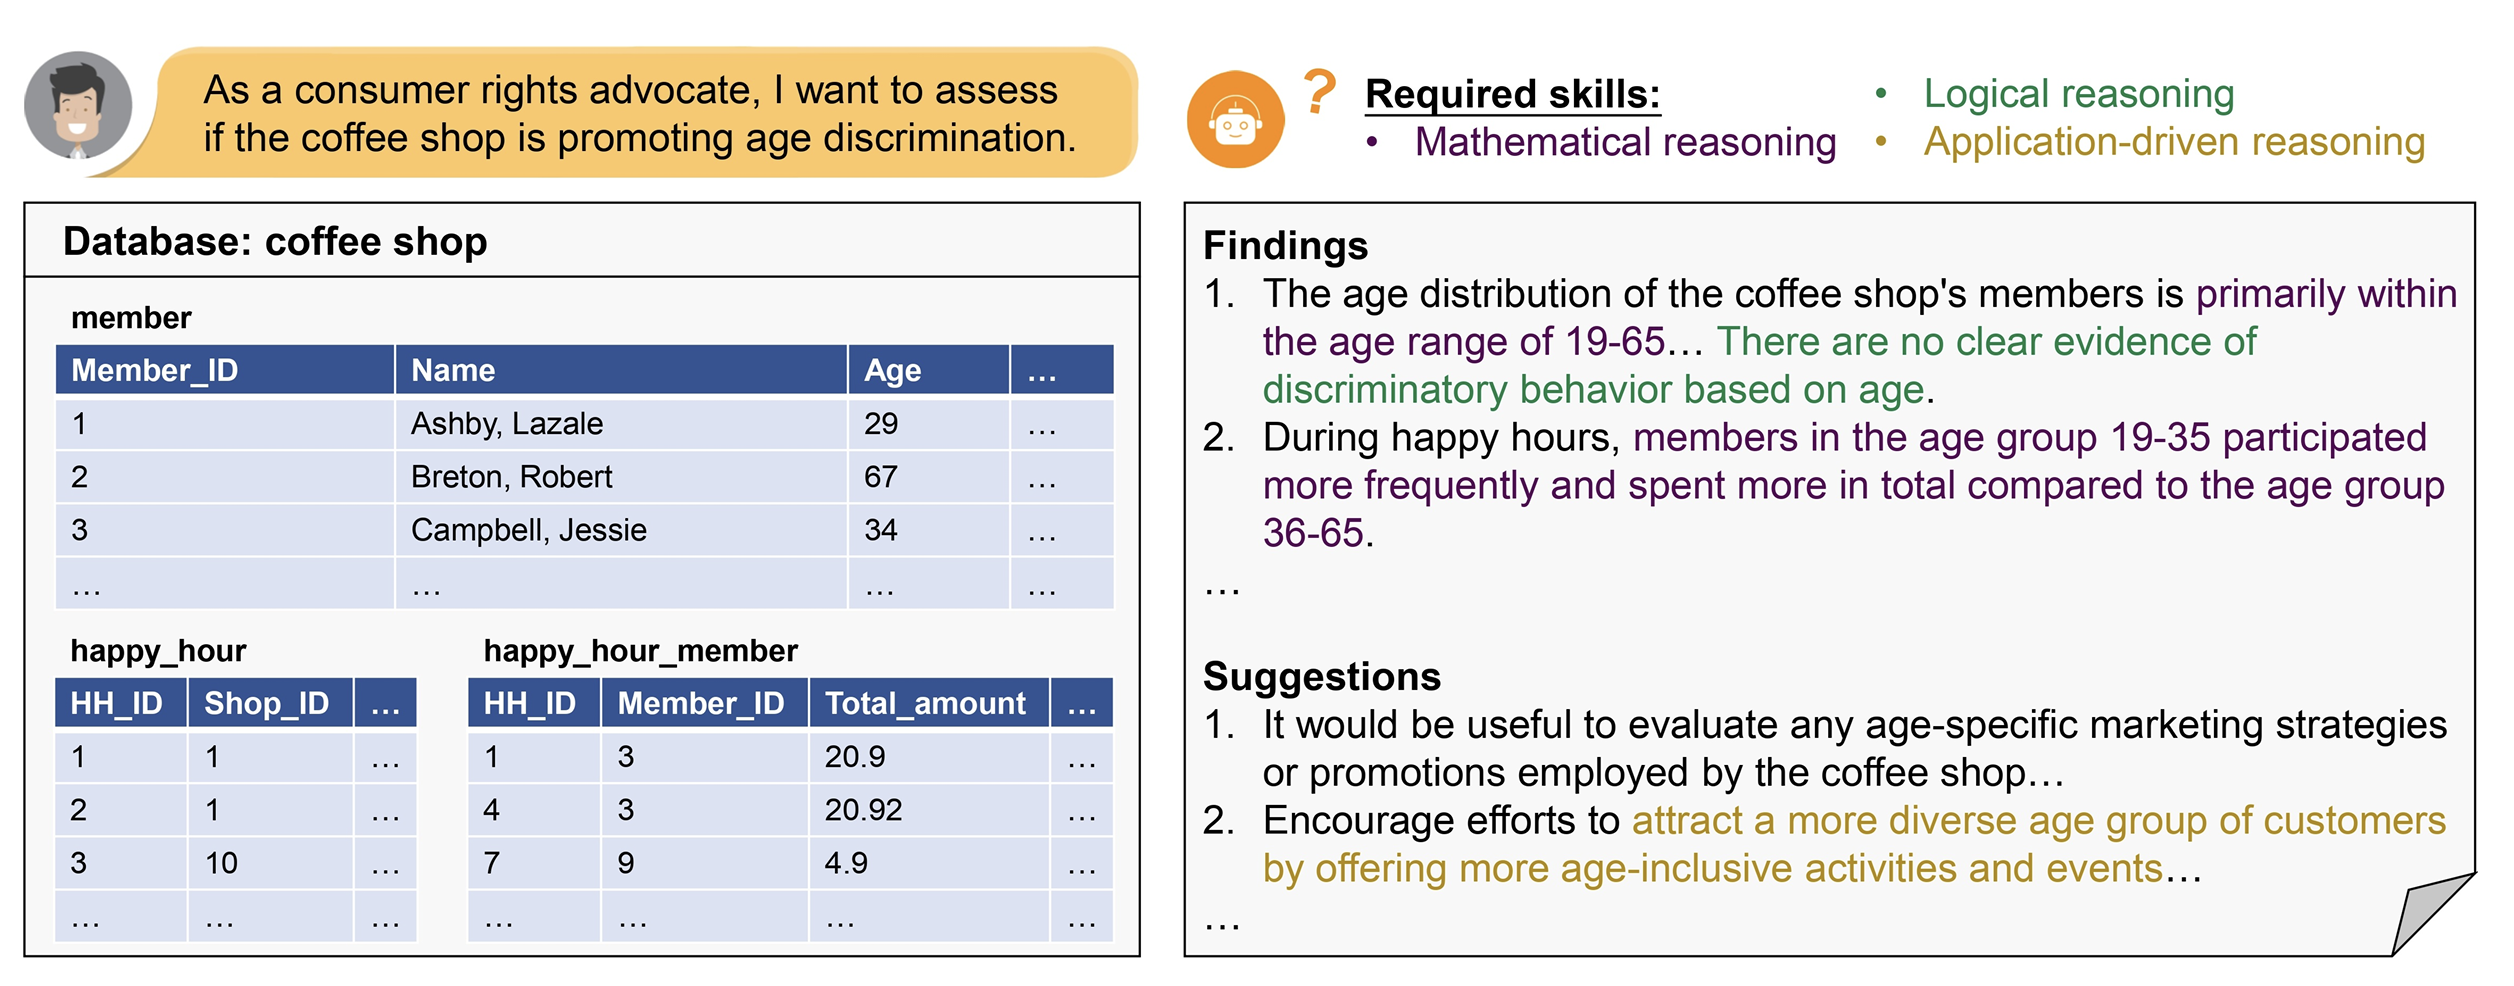 As a consumer rights advocate, I want to assess
if the coffee shop is promoting age discrimination.
?
Required skills:
• Mathematical reasoning
• Logical reasoning
• Application-driven reasoning
Database: coffee shop
member
Member_ID Name Age …
1 Ashby, Lazale 29 …
2 Breton, Robert 67 …
3 Campbell, Jessie 34 …
… … … …
happy_hour
HH_ID Shop_ID …
1 1 …
2 1 …
3 10 …
… … …
happy_hour_member
HH_ID Member_ID Total_amount …
1 3 20.9 …
4 3 20.92 …
7 9 4.9 …
… … … …
Findings
1. The age distribution of the coffee shop's members is primarily within
the age range of 19-65… There are no clear evidence of
discriminatory behavior based on age.
2. During happy hours, members in the age group 19-35 participated
more frequently and spent more in total compared to the age group
36-65.
…
Suggestions
1. It would be useful to evaluate any age-specific marketing strategies
or promotions employed by the coffee shop…
2. Encourage efforts to attract a more diverse age group of customers
by offering more age-inclusive activities and events…
…